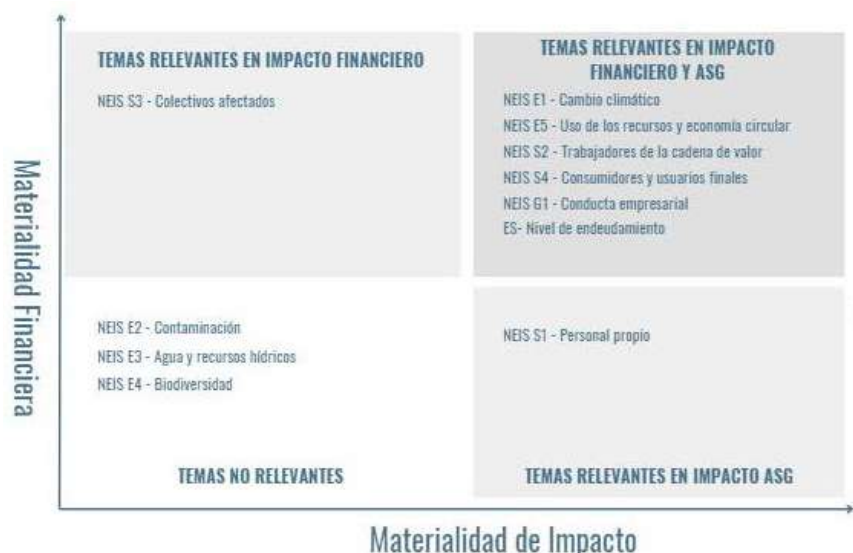 TEMAS RELEVANTES EN IMPACTO FINANCIERO
NEIS S3 - Colectivos afectados
TEMAS RELEVANTES EN IMPACTO
FINANCIERO Y ASG
NEIS E1 - Cambio climático
NEIS E5 - Uso de los recursos y economía circular
NEIS S2 - Trabajadores de la cadena de valor
NEIS S4 - Consumidores y usuarios finales
NEIS G1 - Conducta empresarial
ES- Nivel de endeudamiento
Materialidad Financiera
NEIS E2 - Contaminación
NEIS E3 - Agua y recursos hídricos
NEIS E4 - Biodiversidad
TEMAS NO RELEVANTES
NEIS S1 - Personal propio
TEMAS RELEVANTES EN IMPACTO ASG
Materialidad de Impacto